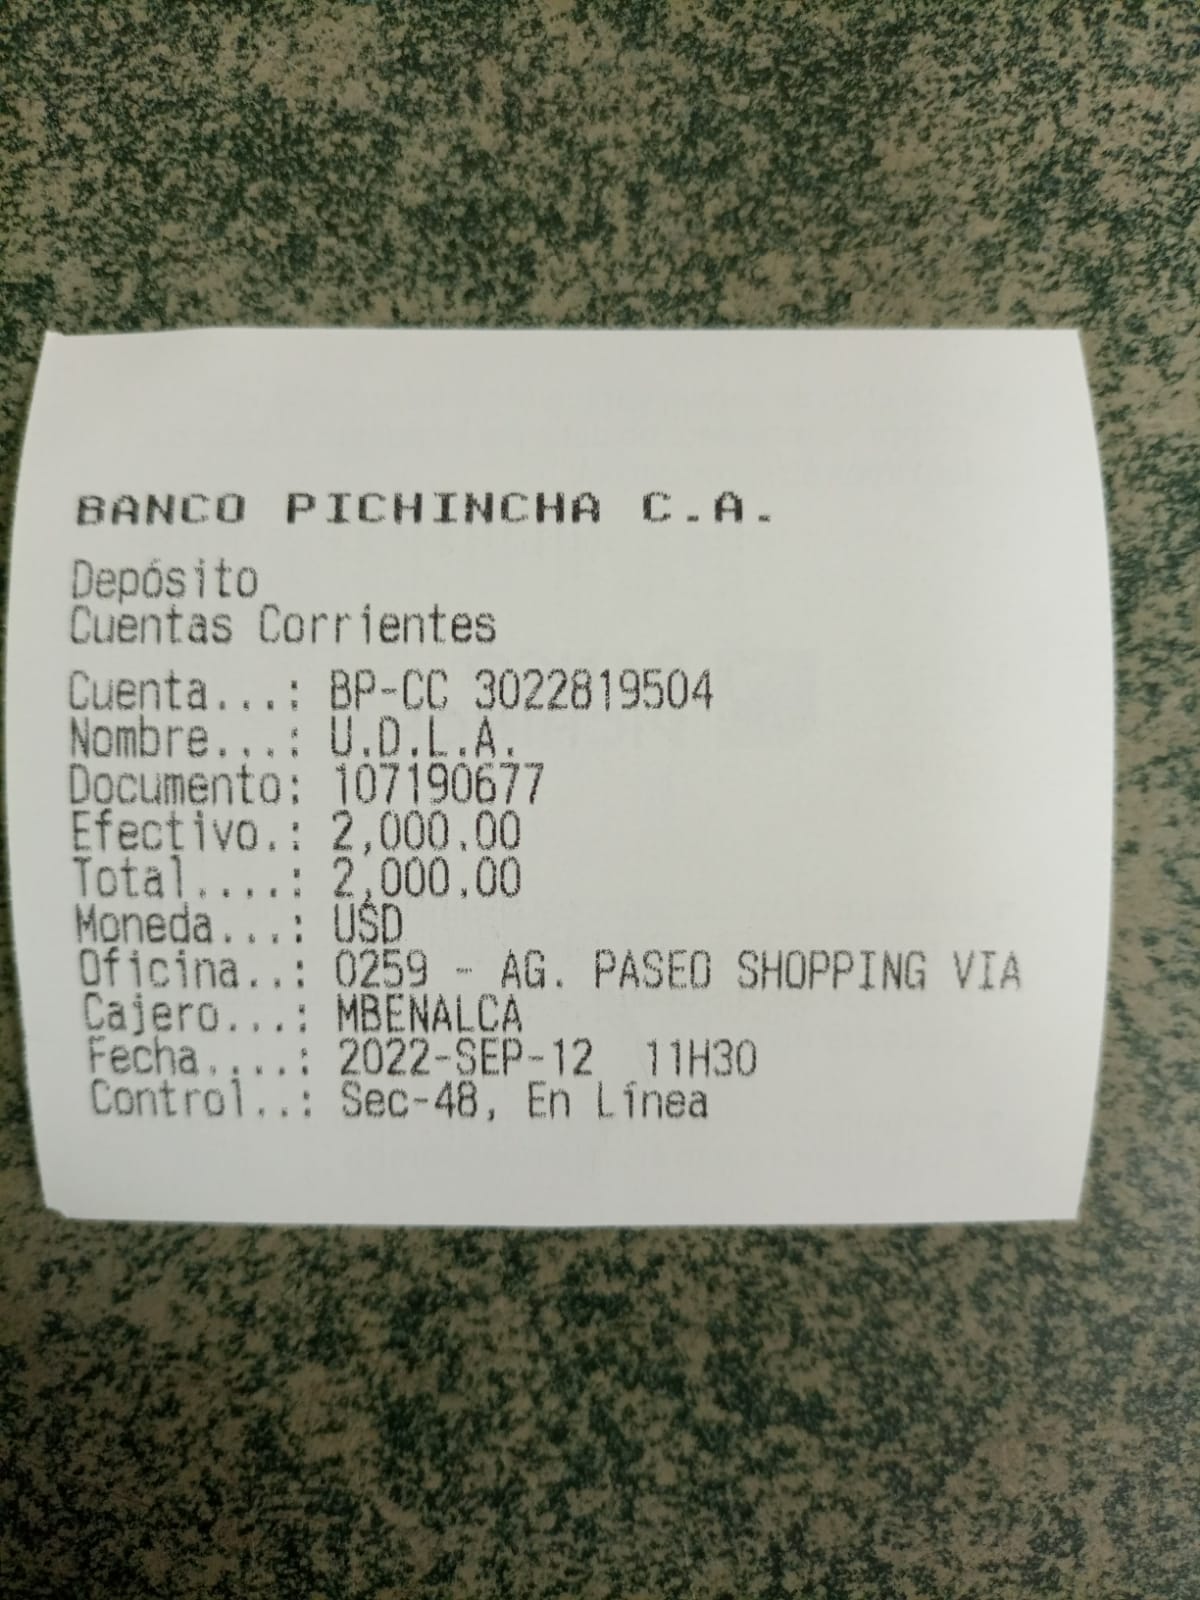 BANCO PICHINCHA C.A.
Depósito
Cuentas Corrientes
Cuenta...: BP-CC 3022819504
Nombre...: U.D.L.A.
Documento: 107190677
Efectivo.: 2,000.00
Total....: 2,000.00
Moneda...: USD
Oficina..: 0259 - AG. PASEO SHOPPING VIA
Cajero...: MBENALCA
Fecha....: 2022-SEP-12 11H30
Control..: Sec-48, En Línea